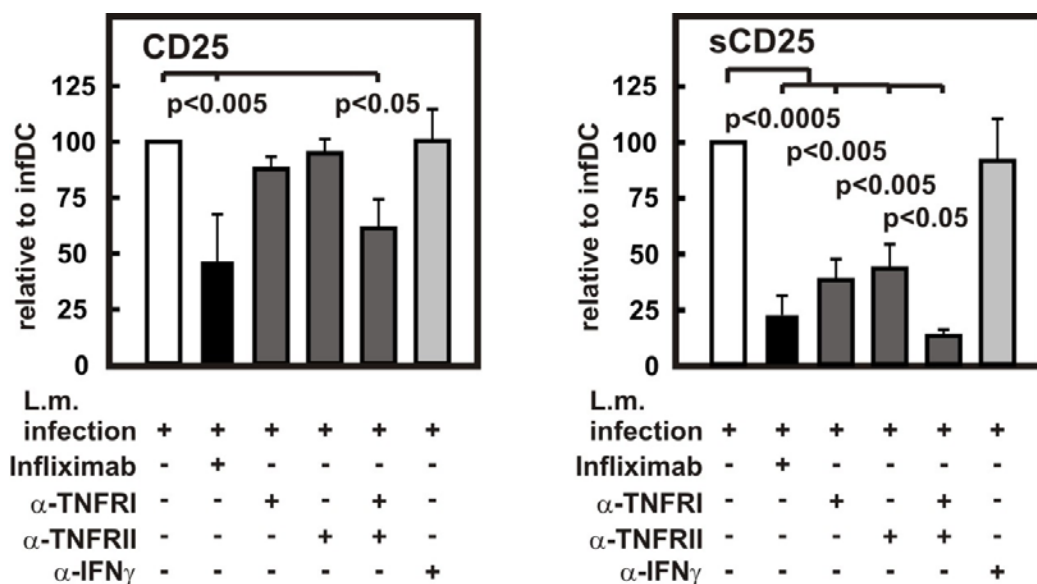 CD25
125
p<0.005 p<0.05
100
75
50
25
0
relative to infDC
L.m.
infection + + + + + +
Infliximab - + - - - -
α-TNFRI - - + - + -
α-TNFRII - - - + + -
α-IFNγ - - - - - +
sCD25
125
p<0.0005
100
p<0.005
75
p<0.005
p<0.05
50
25
0
relative to infDC
L.m.
infection + + + + + +
Infliximab - + - - - -
α-TNFRI - - + - + -
α-TNFRII - - - + + -
α-IFNγ - - - - - +